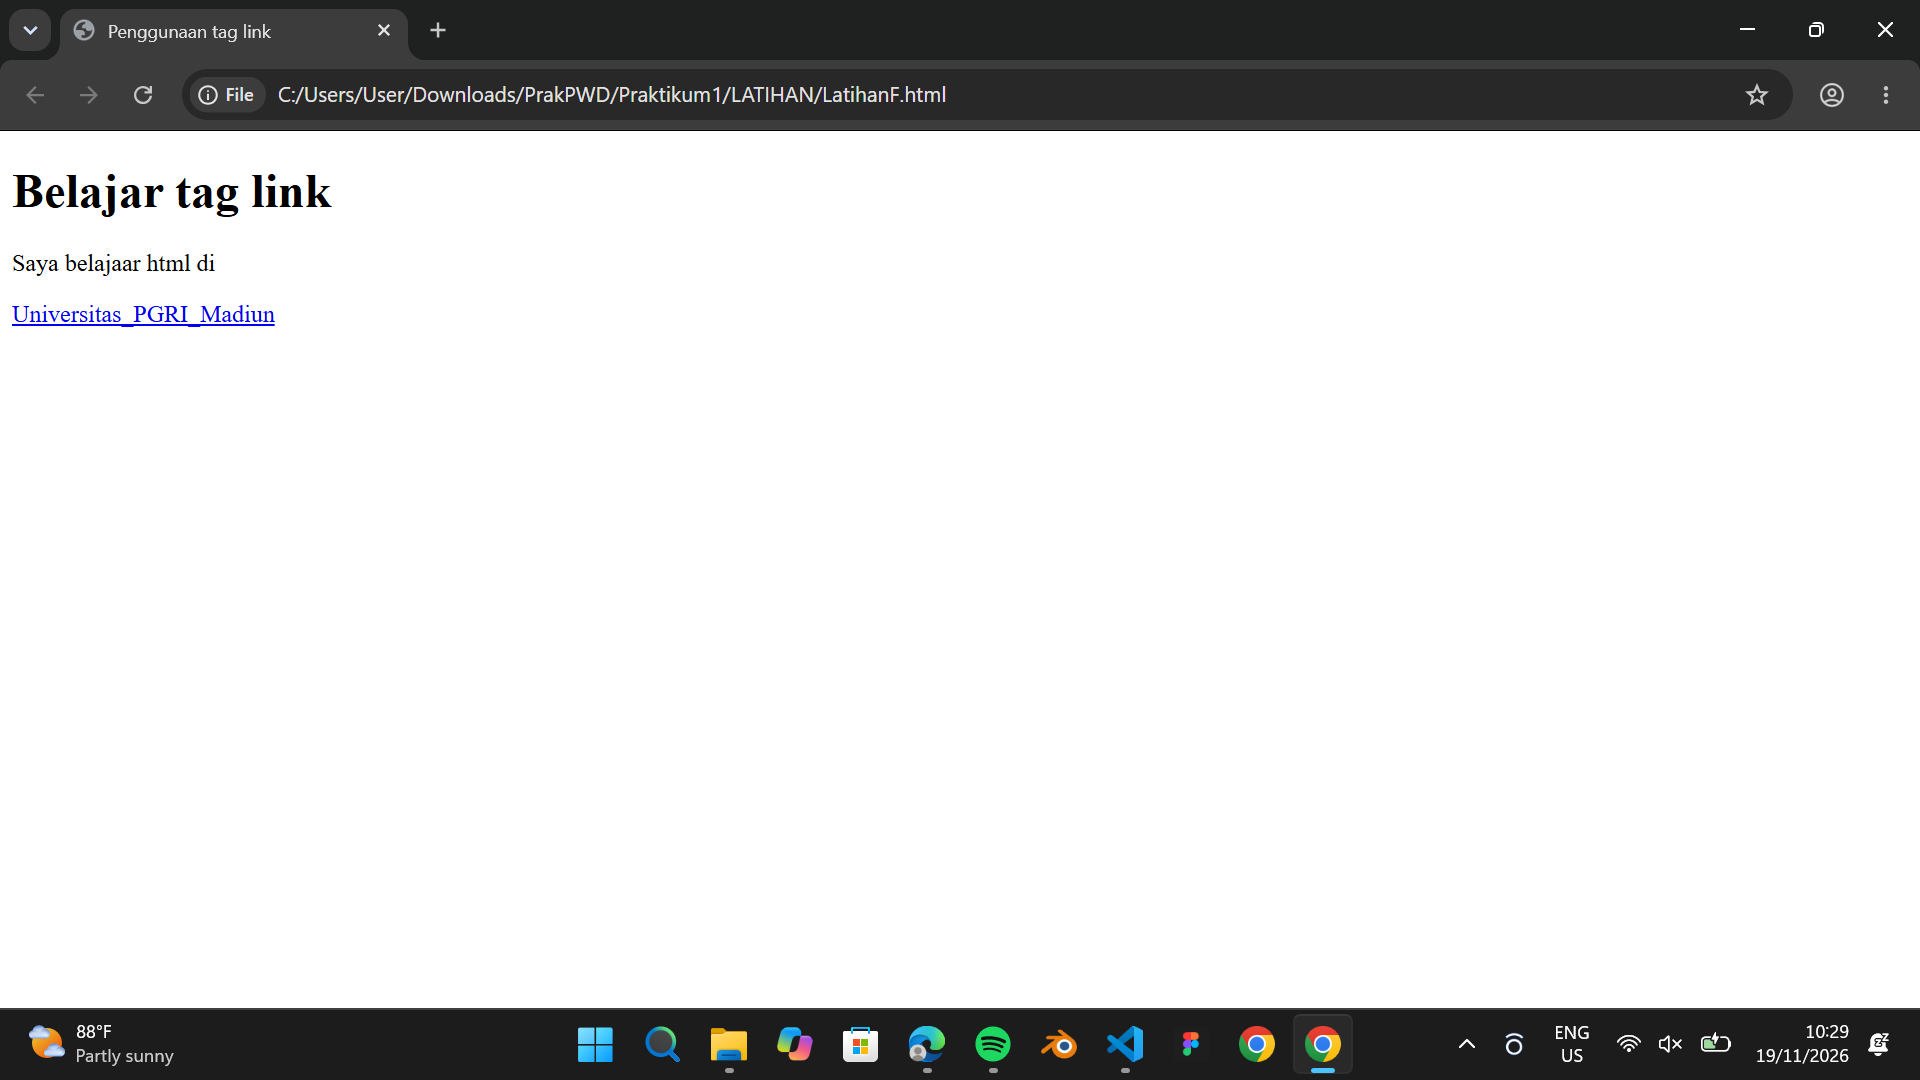 Penggunaan tag link
File
C:/Users/User/Downloads/PrakPWD/Praktikum1/LATIHAN/LatihanF.html
Belajar tag link
Saya belajaar html di
Universitas_PGRI_Madiun
88°F
Partly sunny
ENG
US
10:29
19/11/2026